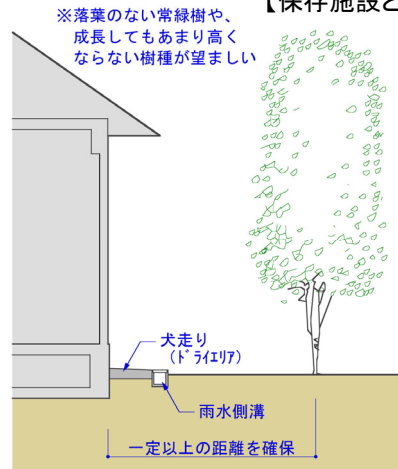 【保存施設と
※落葉のない常緑樹や、
成長してもあまり高く
ならない樹種が望ましい
犬走り
(ドライエリア)
雨水側溝
一定以上の距離を確保